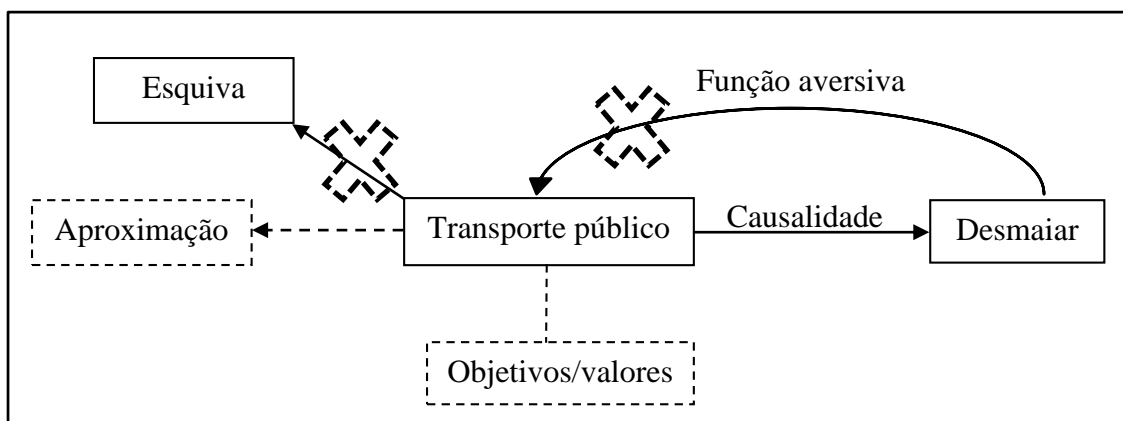 Função aversiva
Esquiva
Aproximação
Transporte público
Causalidade
Desmaiar
Objetivos/valores